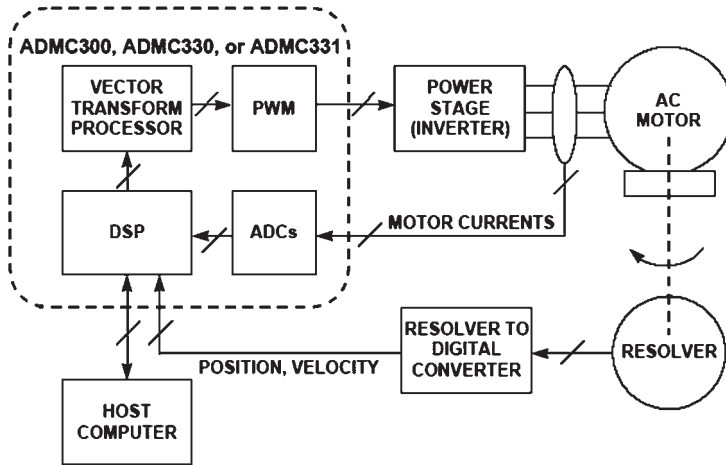 ADMC300, ADMC330, or ADMC331
VECTOR
TRANSFORM
PROCESSOR
PWM
POWER
STAGE
(INVERTER)
AC
MOTOR
DSP
ADCs
MOTOR CURRENTS
RESOLVER TO
DIGITAL
CONVERTER
RESOLVER
POSITION, VELOCITY
HOST
COMPUTER